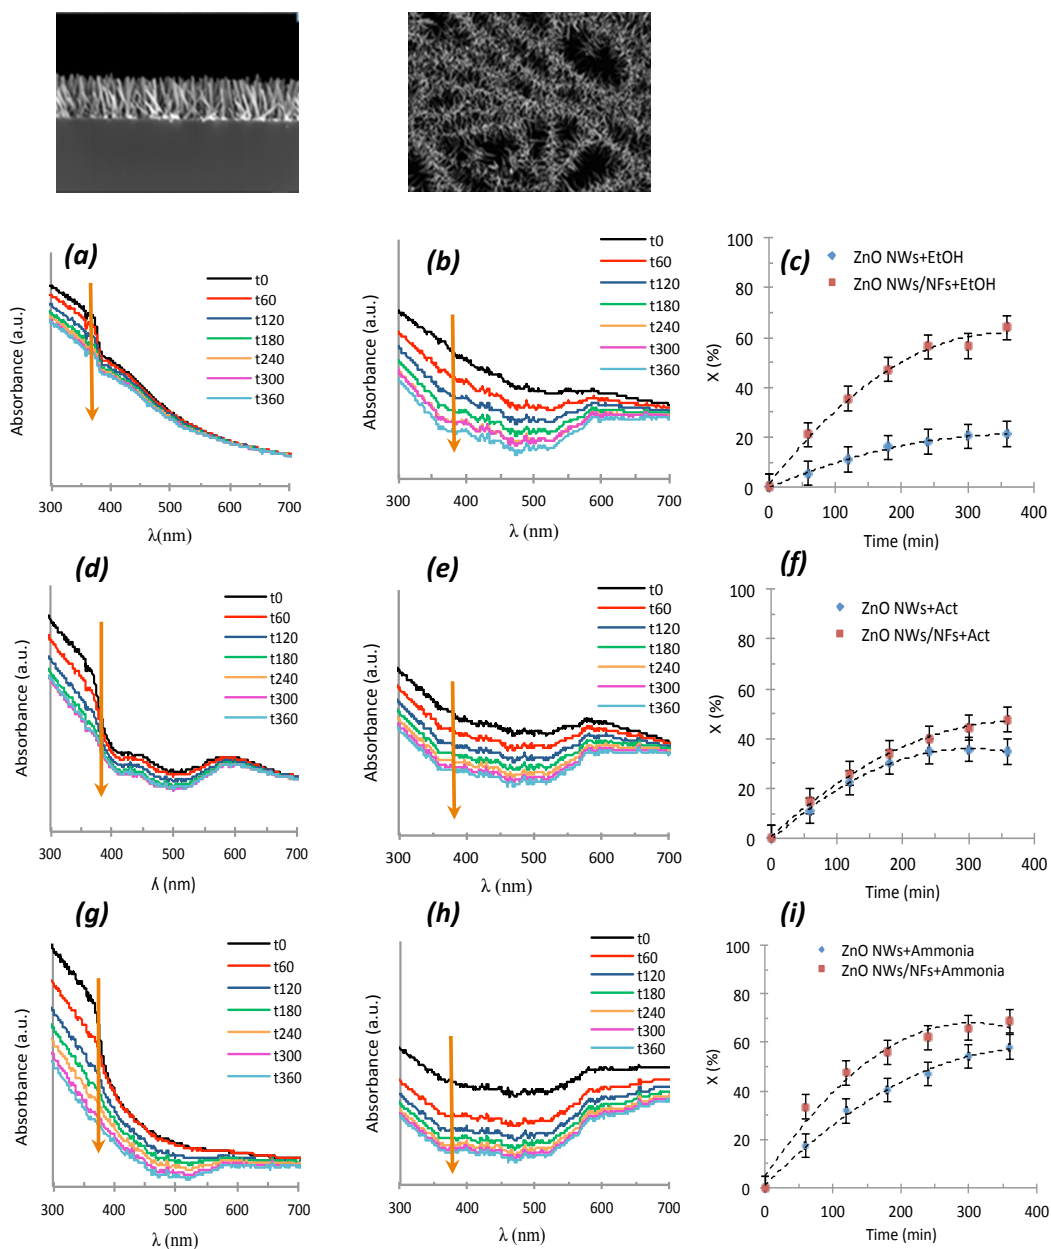 (a)
t0
t60
t120
t180
t240
t300
t360
Absorbance (a.u.)
300 400 500 600 700
λ(nm)
(b)
t0
t60
t120
t180
t240
t300
t360
Absorbance (a.u.)
300 400 500 600 700
λ (nm)
(c)
ZnO NWs+EtOH
ZnO NWs/NFs+EtOH
X (%)
100
80
60
40
20
0
0 100 200 300 400
Time (min)
(d)
t0
t60
t120
t180
t240
t300
t360
Absorbance (a.u.)
300 400 500 600 700
ʎ (nm)
(e)
t0
t60
t120
t180
t240
t300
t360
Absorbance (a.u.)
300 400 500 600 700
λ (nm)
(f)
ZnO NWs+Act
ZnO NWs/NFs+Act
X (%)
100
80
60
40
20
0
0 100 200 300 400
Time (min)
(g)
t0
t60
t120
t180
t240
t300
t360
Absorbance (a.u.)
300 400 500 600 700
λ (nm)
(h)
t0
t60
t120
t180
t240
t300
t360
Absorbance (a.u.)
300 400 500 600 700
λ (nm)
(i)
ZnO NWs+Ammonia
ZnO NWs/NFs+Ammonia
X (%)
100
80
60
40
20
0
0 100 200 300 400
Time (min)